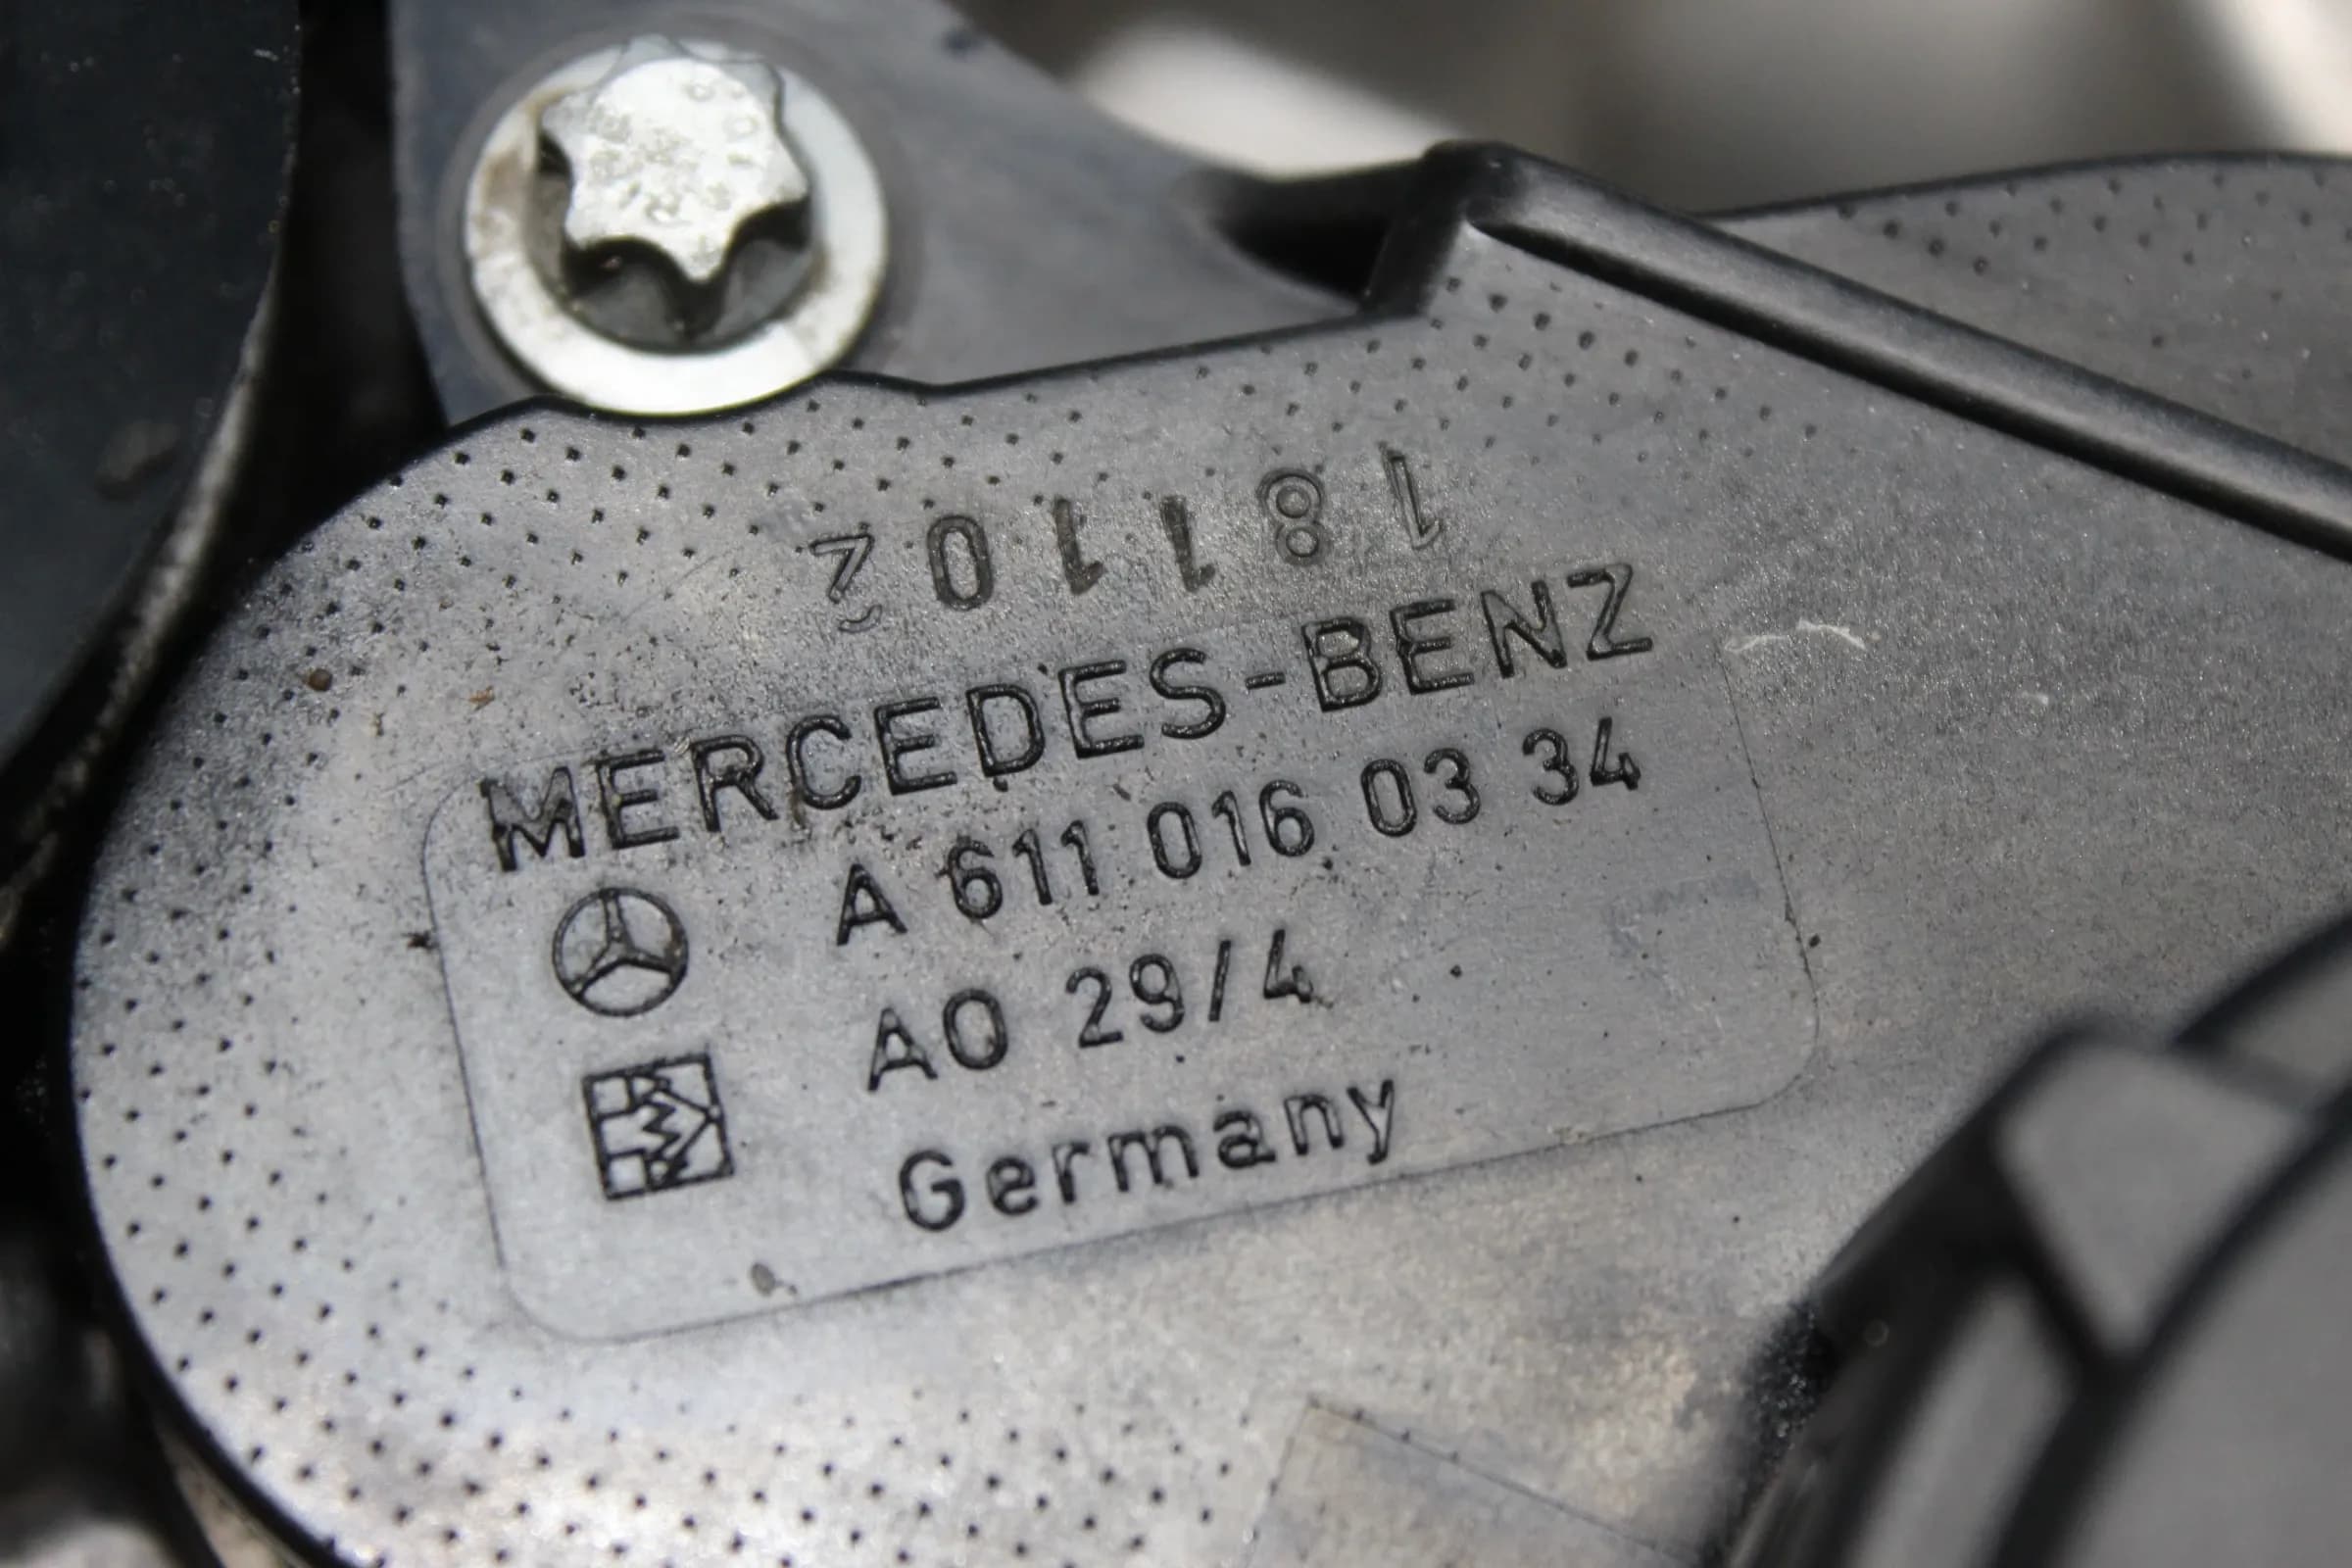 181102
MERCEDES-BENZ
A 611 016 03 34
AO 29/4
Germany